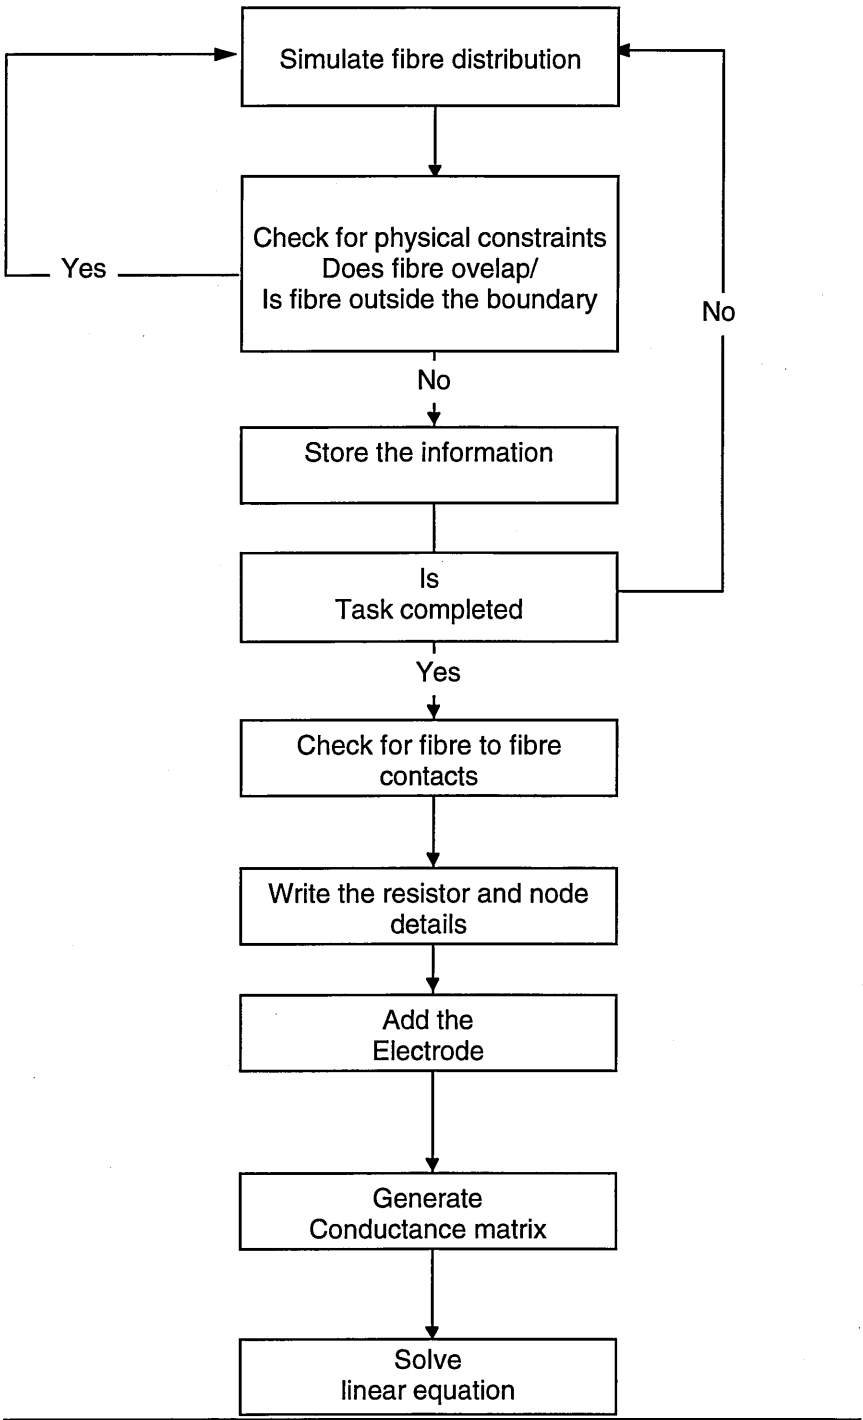 Simulate fibre distribution
Check for physical constraints
Does fibre ovelap/
Is fibre outside the boundary
Yes
No
No
Store the information
Is
Task completed
Yes
Check for fibre to fibre
contacts
Write the resistor and node
details
Add the
Electrode
Generate
Conductance matrix
Solve
linear equation